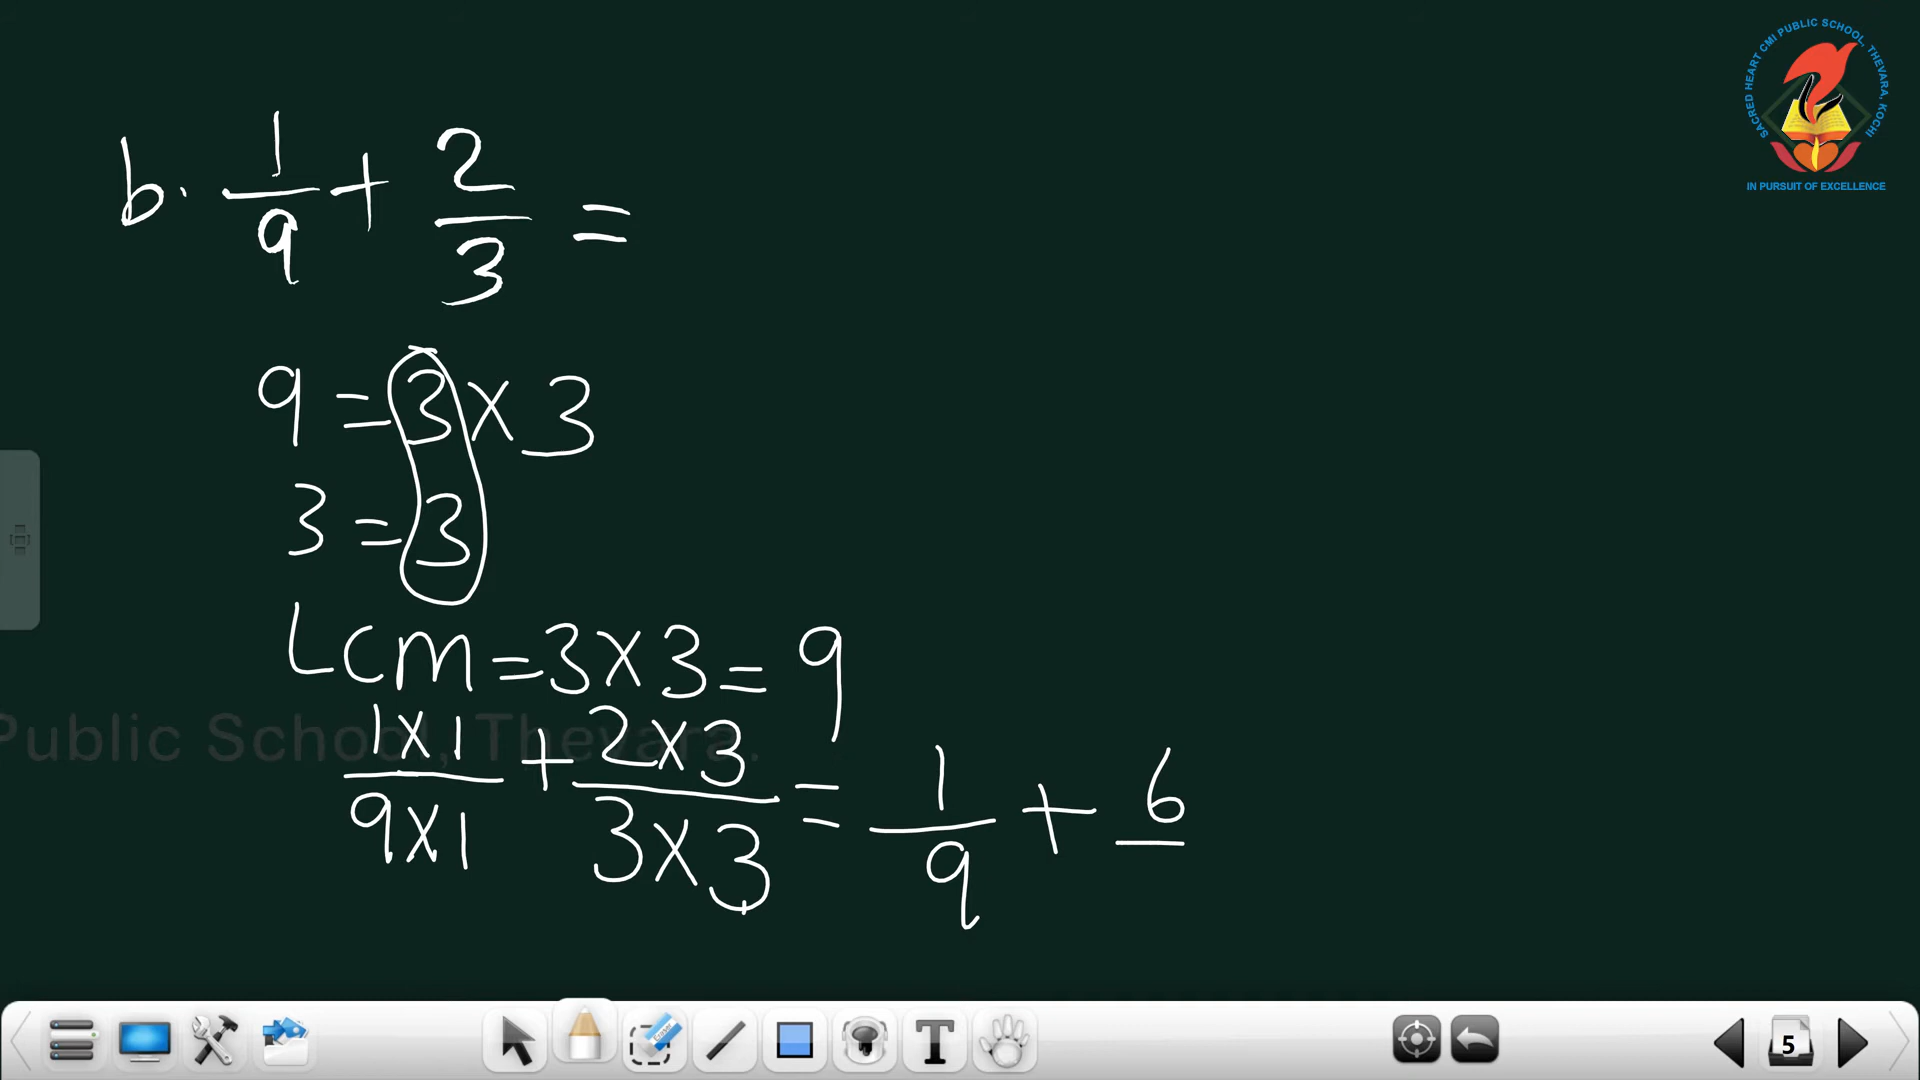 SACRED HEART CMI PUBLIC SCHOOL, THEVARA, KOCHI
IN PURSUIT OF EXCELLENCE
b. 1/9 + 2/3 =
9 = 3 x 3
3 = 3
LCM = 3 x 3 = 9
Public School, Thevara.
1x1/9x1 + 2x3/3x3 = 1/9 + 6/
Eraser
T
5